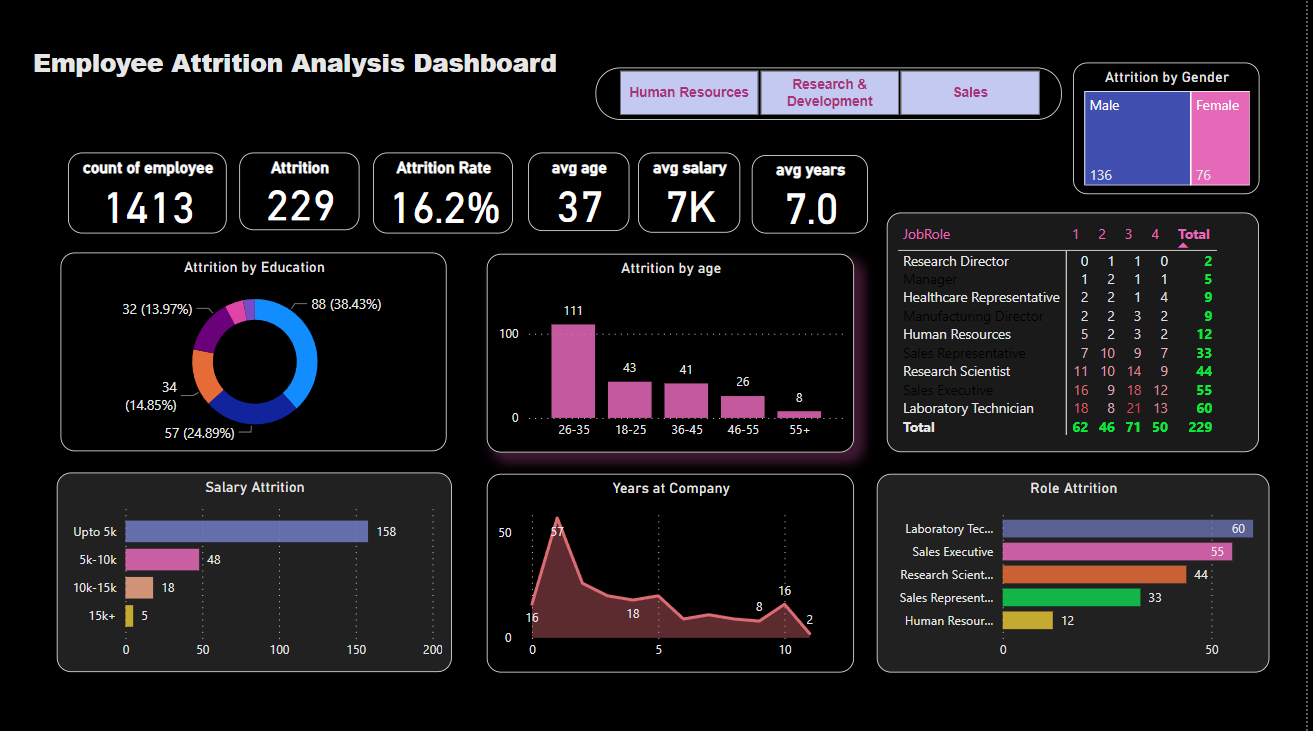 Employee Attrition Analysis Dashboard
Human Resources
Research &
Development
Sales
Attrition by Gender
Male
Female
136
76
count of employee
1413
Attrition
229
Attrition Rate
16.2%
avg age
37
avg salary
7K
avg years
7.0
JobRole 1 2 3 4 Total
Research Director 0 1 1 0 2
Manager 1 2 1 1 5
Healthcare Representative 2 2 1 4 9
Manufacturing Director 2 2 3 2 9
Human Resources 5 2 3 2 12
Sales Representative 7 10 9 7 33
Research Scientist 11 10 14 9 44
Sales Executive 16 9 18 12 55
Laboratory Technician 18 8 21 13 60
Total 62 46 71 50 229
Attrition by Education
88 (38.43%)
32 (13.97%)
34
(14.85%)
57 (24.89%)
Attrition by age
100
0
111
43
41
26
8
26-35
18-25
36-45
46-55
55+
Salary Attrition
Upto 5k
158
5k-10k
48
10k-15k
18
15k+
5
0
50
100
150
200
Years at Company
50
0
57
16
18
8
16
2
0
5
10
Role Attrition
Laboratory Tec...
60
Sales Executive
55
Research Scient...
44
Sales Represent...
33
Human Resour...
12
0
50